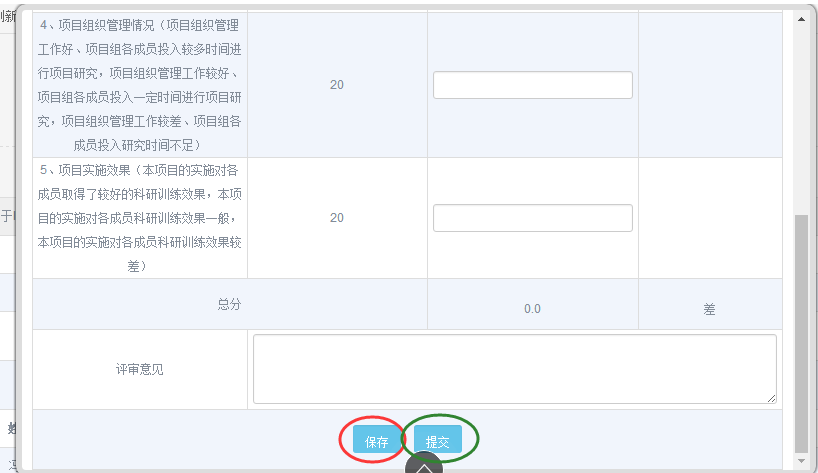 刨新
4、项目组织管理情况（项目组织管理
工作好、项目组各成员投入较多时间进
行项目研究，项目组织管理工作较好、
项目组各成员投入一定时间进行项目研
究，项目组织管理工作较差、项目组各
成员投入研究时间不足）
20
5、项目实施效果（本项目的实施对各
成员取得了较好的科研训练效果，本项
目的实施对各成员科研训练效果一般，
本项目的实施对各成员科研训练效果较
差）
20
于
总分
0.0
差
评审意见
保存
提交